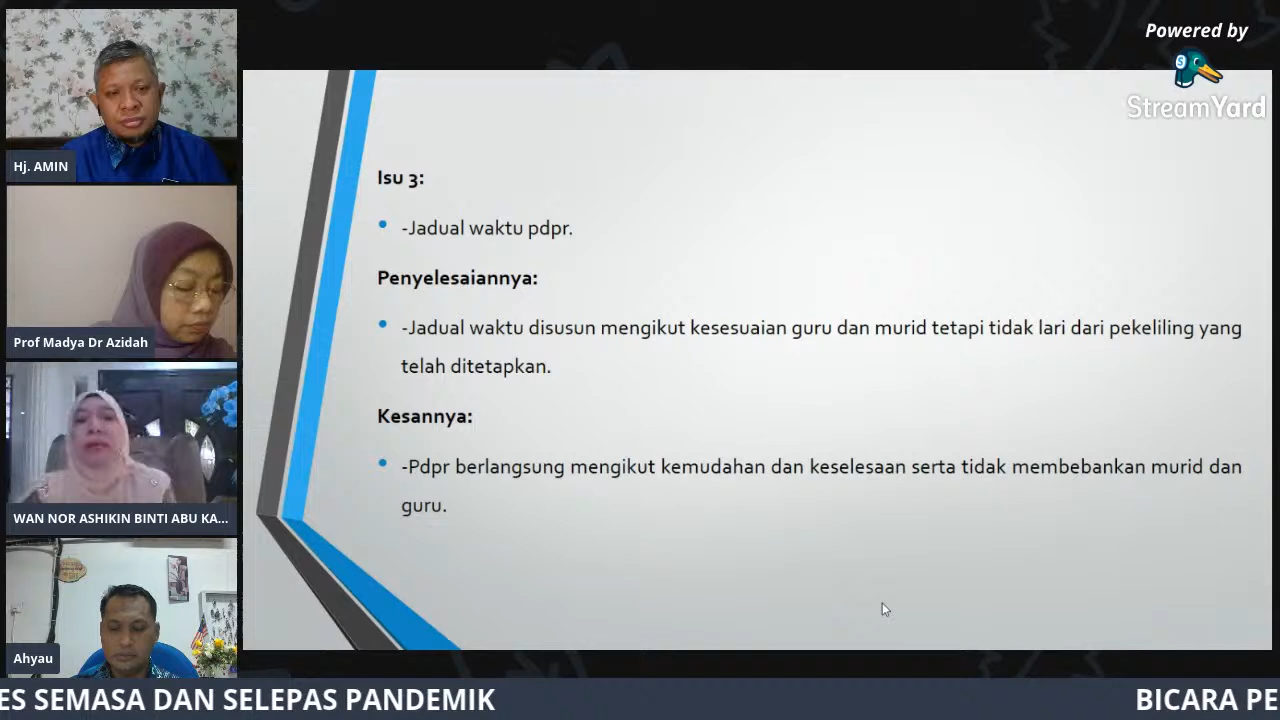 Powered by
StreamYard
Hj. AMIN
Prof Madya Dr Azidah
WAN NOR ASHIKIN BINTI ABU KA...
Ahyau
Isu 3:
-Jadual waktu pdpr.
Penyelesaiannya:
-Jadual waktu disusun mengikut kesesuaian guru dan murid tetapi tidak lari dari pekeliling yang
telah ditetapkan.
Kesannya:
-Pdpr berlangsung mengikut kemudahan dan keselesaan serta tidak membebankan murid dan
guru.
ES SEMASA DAN SELEPAS PANDEMIK
BICARA PE